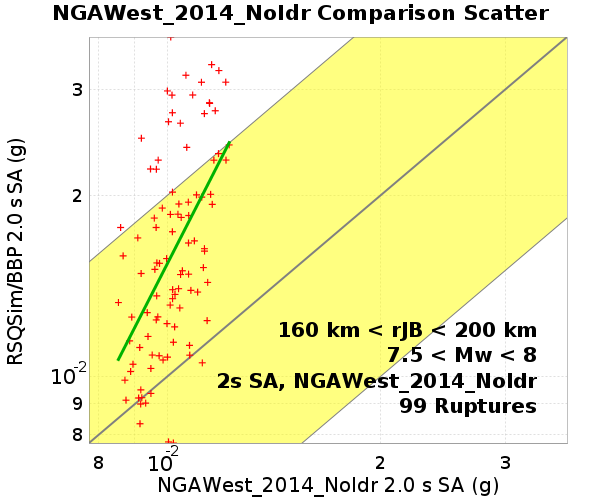 NGAWest_2014_NoIdr Comparison Scatter
3
2
10-2
9
8
RSQSim/BBP 2.0 s SA (g)
160 km < rJB < 200 km
7.5 < Mw < 8
2s SA, NGAWest_2014_NoIdr
99 Ruptures
8 10-2 2 3
NGAWest_2014_NoIdr 2.0 s SA (g)